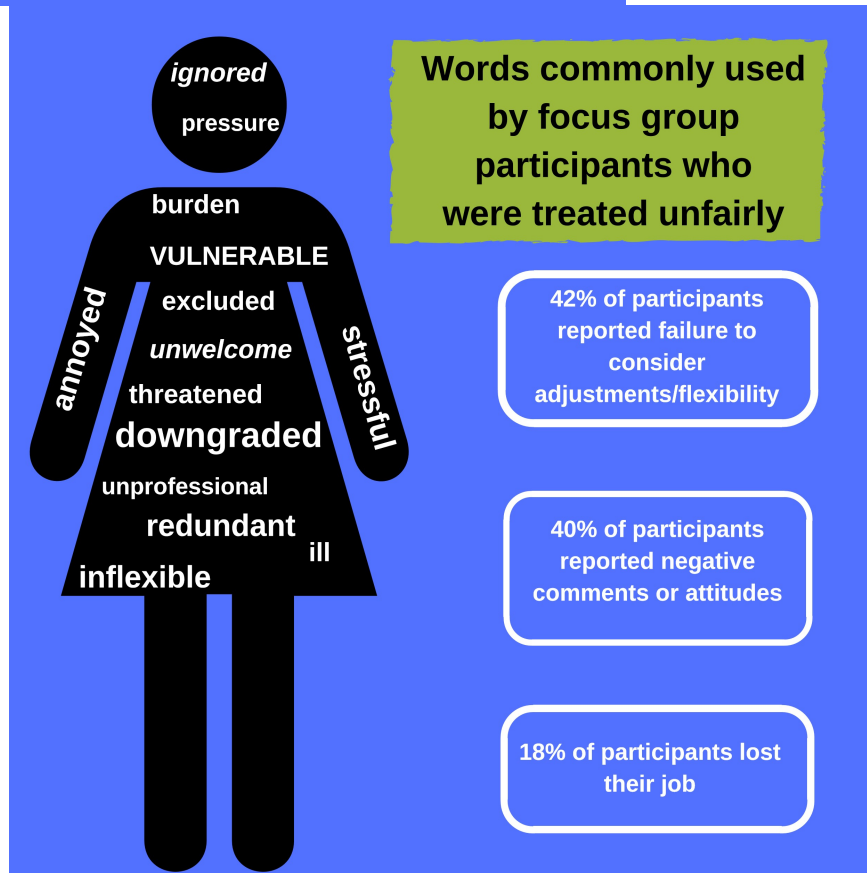 ignored
pressure
burden
VULNERABLE
annoyed
excluded
unwelcome
stressful
threatened
downgraded
unprofessional
redundant
ill
inflexible
Words commonly used
by focus group
participants who
were treated unfairly
42% of participants
reported failure to
consider
adjustments/flexibility
40% of participants
reported negative
comments or attitudes
18% of participants lost
their job